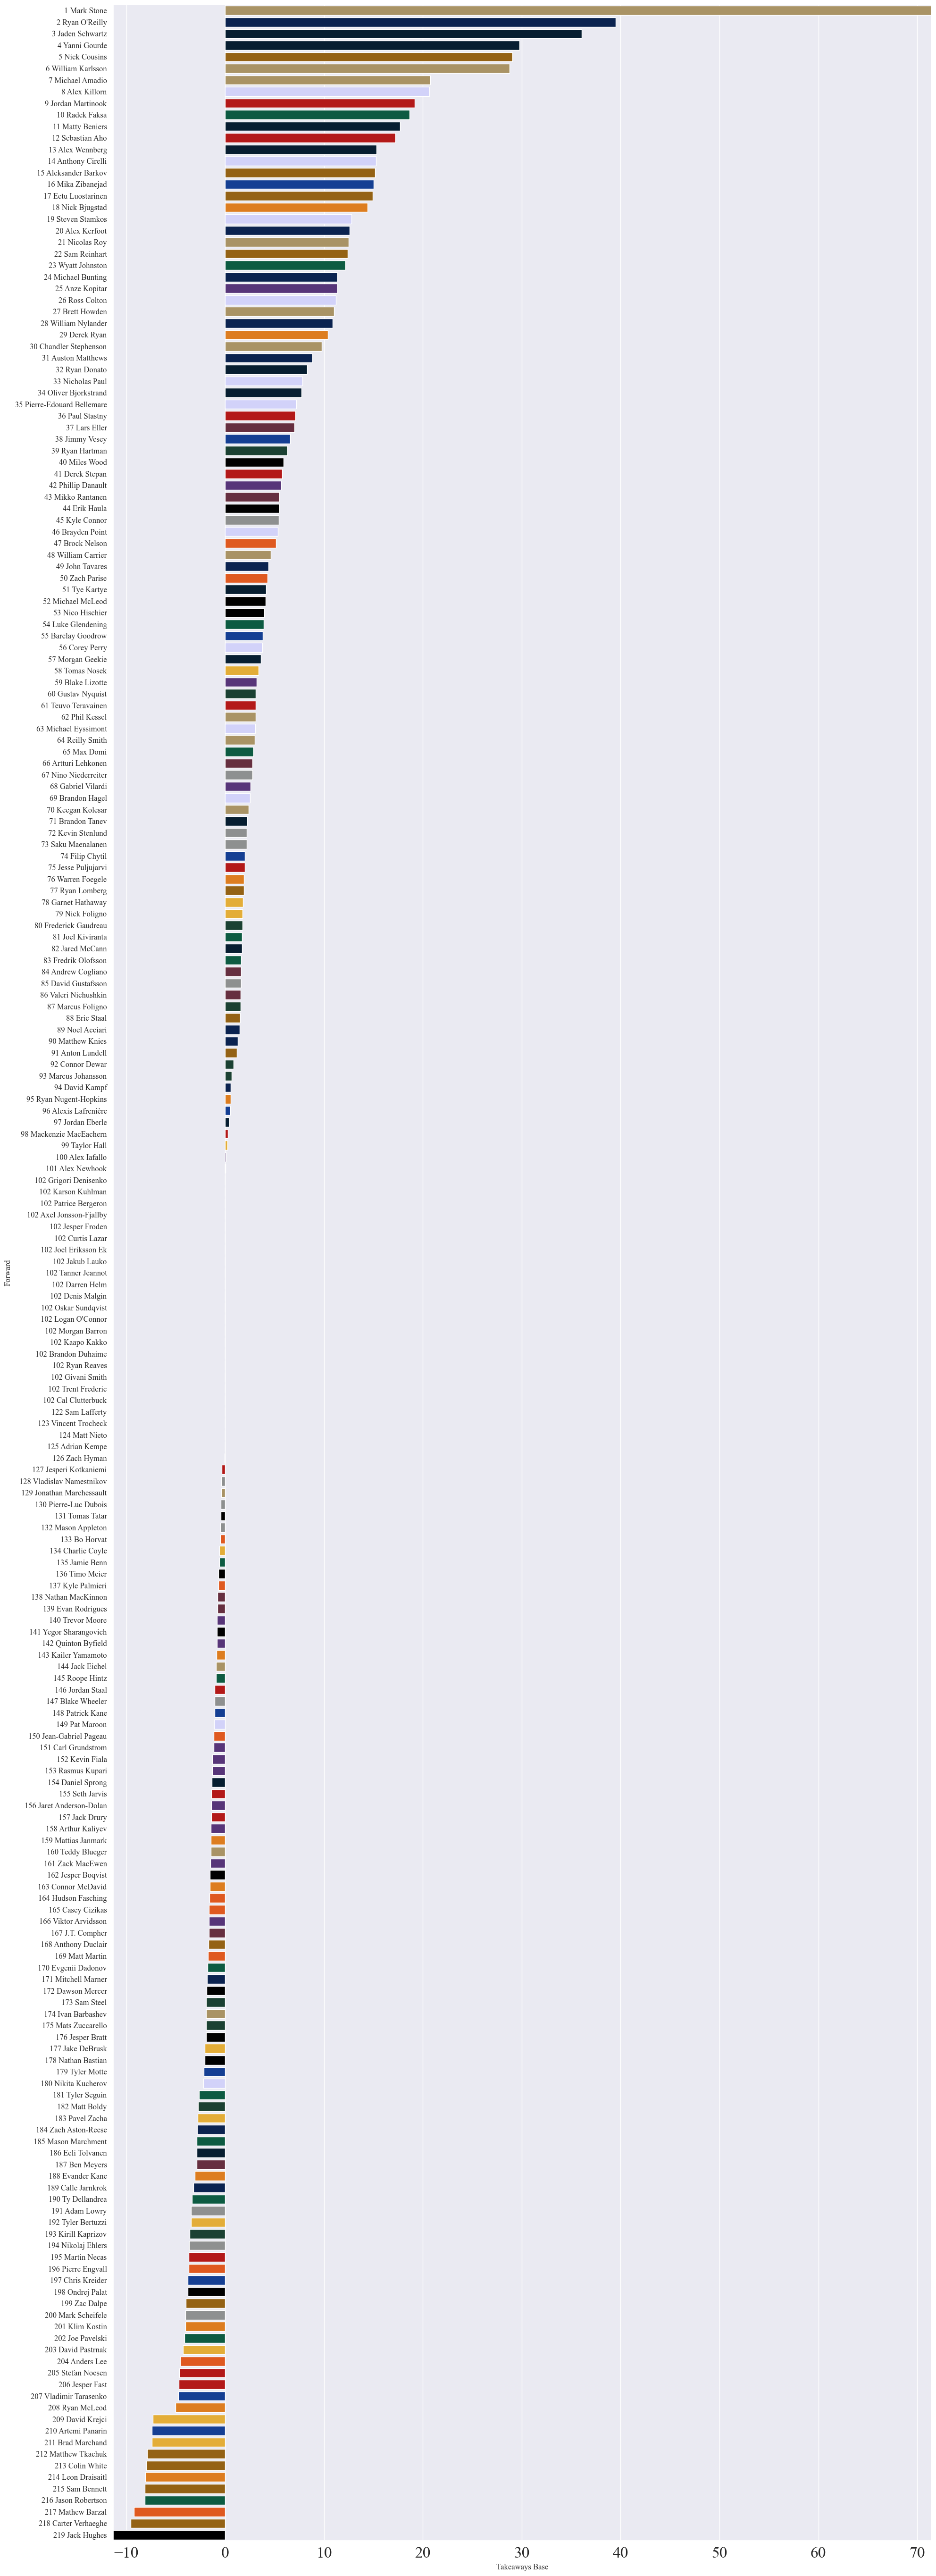 1 Mark Stone
2 Ryan O'Reilly
3 Jaden Schwartz
4 Yanni Gourde
5 Nick Cousins
6 William Karlsson
7 Michael Amadio
8 Alex Killorn
9 Jordan Martinook
10 Radek Faksa
11 Matty Beniers
12 Sebastian Aho
13 Alex Wennberg
14 Anthony Cirelli
15 Aleksander Barkov
16 Mika Zibanejad
17 Eetu Luostarinen
18 Nick Bjugstad
19 Steven Stamkos
20 Alex Kerfoot
21 Nicolas Roy
22 Sam Reinhart
23 Wyatt Johnston
24 Michael Bunting
25 Anze Kopitar
26 Ross Colton
27 Brett Howden
28 William Nylander
29 Derek Ryan
30 Chandler Stephenson
31 Auston Matthews
32 Ryan Donato
33 Nicholas Paul
34 Oliver Bjorkstrand
35 Pierre-Edouard Bellemare
36 Paul Stastny
37 Lars Eller
38 Jimmy Vesey
39 Ryan Hartman
40 Miles Wood
41 Derek Stepan
42 Phillip Danault
43 Mikko Rantanen
44 Erik Haula
45 Kyle Connor
46 Brayden Point
47 Brock Nelson
48 William Carrier
49 John Tavares
50 Zach Parise
51 Tye Kartye
52 Michael McLeod
53 Nico Hischier
54 Luke Glendening
55 Barclay Goodrow
56 Corey Perry
57 Morgan Geekie
58 Tomas Nosek
59 Blake Lizotte
60 Gustav Nyquist
61 Teuvo Teravainen
62 Phil Kessel
63 Michael Eyssimont
64 Reilly Smith
65 Max Domi
66 Artturi Lehkonen
67 Nino Niederreiter
68 Gabriel Vilardi
69 Brandon Hagel
70 Keegan Kolesar
71 Brandon Tanev
72 Kevin Stenlund
73 Saku Maenalanen
74 Filip Chytil
75 Jesse Puljujarvi
76 Warren Foegele
77 Ryan Lomberg
78 Garnet Hathaway
79 Nick Foligno
80 Frederick Gaudreau
81 Joel Kiviranta
82 Jared McCann
83 Fredrik Olofsson
84 Andrew Cogliano
85 David Gustafsson
86 Valeri Nichushkin
87 Marcus Foligno
88 Eric Staal
89 Noel Acciari
90 Matthew Knies
91 Anton Lundell
92 Connor Dewar
93 Marcus Johansson
94 David Kampf
95 Ryan Nugent-Hopkins
96 Alexis Lafrenière
97 Jordan Eberle
98 Mackenzie MacEachern
99 Taylor Hall
100 Alex Iafallo
101 Alex Newhook
102 Grigori Denisenko
102 Karson Kuhlman
102 Patrice Bergeron
102 Axel Jonsson-Fjallby
102 Jesper Froden
102 Curtis Lazar
102 Joel Eriksson Ek
102 Jakub Lauko
102 Tanner Jeannot
102 Darren Helm
102 Denis Malgin
102 Oskar Sundqvist
102 Logan O'Connor
102 Morgan Barron
102 Kaapo Kakko
102 Brandon Duhaime
102 Ryan Reaves
102 Givani Smith
102 Trent Frederic
102 Cal Clutterbuck
122 Sam Lafferty
123 Vincent Trocheck
124 Matt Nieto
125 Adrian Kempe
126 Zach Hyman
127 Jesperi Kotkaniemi
128 Vladislav Namestnikov
129 Jonathan Marchessault
130 Pierre-Luc Dubois
131 Tomas Tatar
132 Mason Appleton
133 Bo Horvat
134 Charlie Coyle
135 Jamie Benn
136 Timo Meier
137 Kyle Palmieri
138 Nathan MacKinnon
139 Evan Rodrigues
140 Trevor Moore
141 Yegor Sharangovich
142 Quinton Byfield
143 Kailer Yamamoto
144 Jack Eichel
145 Roope Hintz
146 Jordan Staal
147 Blake Wheeler
148 Patrick Kane
149 Pat Maroon
150 Jean-Gabriel Pageau
151 Carl Grundstrom
152 Kevin Fiala
153 Rasmus Kupari
154 Daniel Sprong
155 Seth Jarvis
156 Jaret Anderson-Dolan
157 Jack Drury
158 Arthur Kaliyev
159 Mattias Janmark
160 Teddy Blueger
161 Zack MacEwen
162 Jesper Boqvist
163 Connor McDavid
164 Hudson Fasching
165 Casey Cizikas
166 Viktor Arvidsson
167 J.T. Compher
168 Anthony Duclair
169 Matt Martin
170 Evgenii Dadonov
171 Mitchell Marner
172 Dawson Mercer
173 Sam Steel
174 Ivan Barbashev
175 Mats Zuccarello
176 Jesper Bratt
177 Jake DeBrusk
178 Nathan Bastian
179 Tyler Motte
180 Nikita Kucherov
181 Tyler Seguin
182 Matt Boldy
183 Pavel Zacha
184 Zach Aston-Reese
185 Mason Marchment
186 Eeli Tolvanen
187 Ben Meyers
188 Evander Kane
189 Calle Jarnkrok
190 Ty Dellandrea
191 Adam Lowry
192 Tyler Bertuzzi
193 Kirill Kaprizov
194 Nikolaj Ehlers
195 Martin Necas
196 Pierre Engvall
197 Chris Kreider
198 Ondrej Palat
199 Zac Dalpe
200 Mark Scheifele
201 Klim Kostin
202 Joe Pavelski
203 David Pastrnak
204 Anders Lee
205 Stefan Noesen
206 Jesper Fast
207 Vladimir Tarasenko
208 Ryan McLeod
209 David Krejci
210 Artemi Panarin
211 Brad Marchand
212 Matthew Tkachuk
213 Colin White
214 Leon Draisaitl
215 Sam Bennett
216 Jason Robertson
217 Mathew Barzal
218 Carter Verhaeghe
219 Jack Hughes
Forward
−10 0 10 20 30 40 50 60 70
Takeaways Base